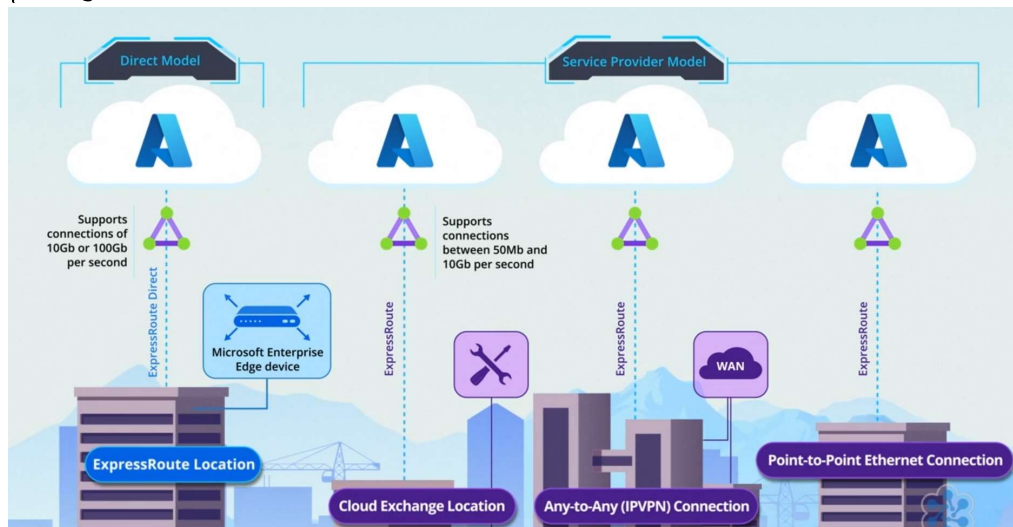 Direct Model
Service Provider Model
Supports
connections of
10Gb or 100Gb
per second
Supports
connections
between 50Mb and
10Gb per second
ExpressRoute Direct
ExpressRoute
ExpressRoute
ExpressRoute
Microsoft Enterprise
Edge device
WAN
ExpressRoute Location
Cloud Exchange Location
Any-to-Any (IPVPN) Connection
Point-to-Point Ethernet Connection